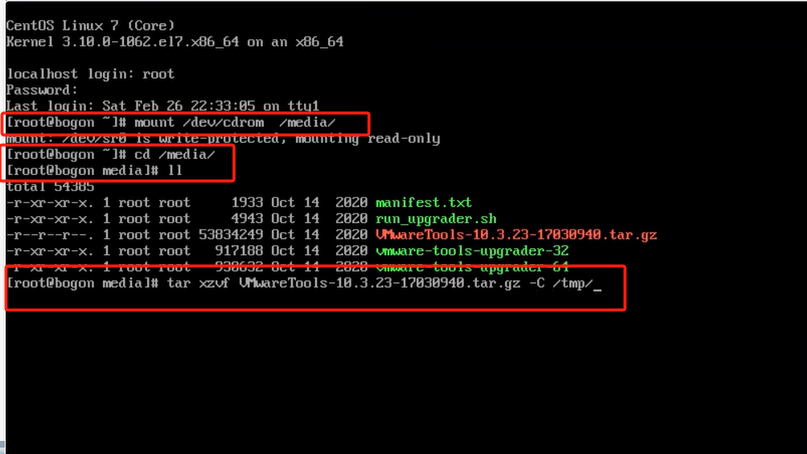 CentOS Linux 7 (Core)
Kernel 3.10.0-1062.el7.x86_64 on an x86_64
localhost login: root
Password:
Last login: Sat Feb 26 22:33:05 on tty1
[root@bogon ~]# mount /dev/cdrom  /media/
mount: /dev/sr0 is write-protected, mounting read-only
[root@bogon ~]# cd /media/
[root@bogon media]# ll
total 54385
-r-xr-xr-x. 1 root root     1933 Oct 14  2020 manifest.txt
-r-xr-xr-x. 1 root root     4943 Oct 14  2020 run_upgrader.sh
-r--r--r--. 1 root root 53834249 Oct 14  2020 VMwareTools-10.3.23-17030940.tar.gz
-r-xr-xr-x. 1 root root   917188 Oct 14  2020 vmware-tools-upgrader-32
-r-xr-xr-x. 1 root root   938632 Oct 14  2020 vmware-tools-upgrader-64
[root@bogon media]# tar xzvf VMwareTools-10.3.23-17030940.tar.gz -C /tmp/_